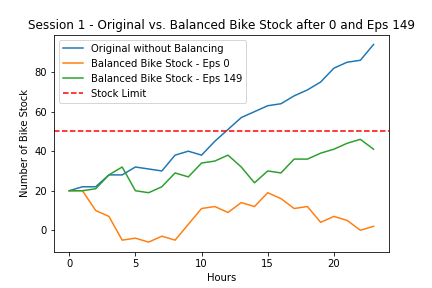 Session 1 - Original vs. Balanced Bike Stock after 0 and Eps 149
Original without Balancing
Balanced Bike Stock - Eps 0
Balanced Bike Stock - Eps 149
Stock Limit
Number of Bike Stock
80
60
40
20
0
0 5 10 15 20
Hours